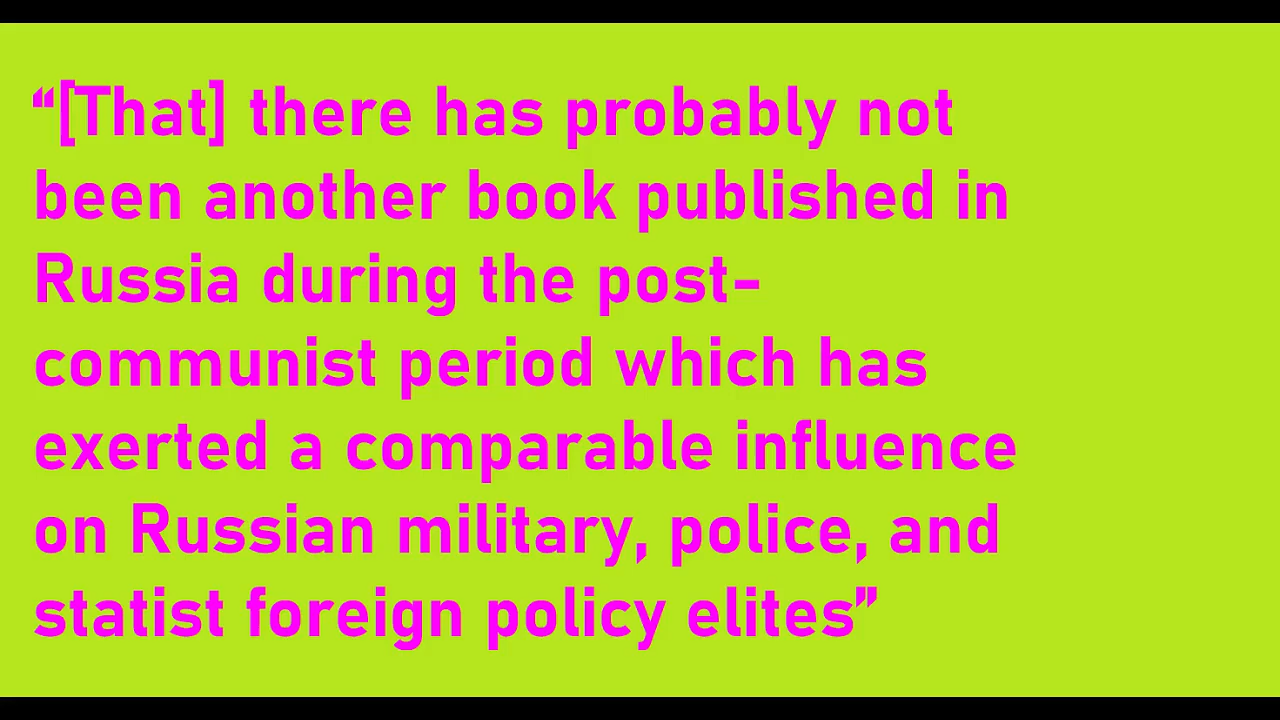 “[That] there has probably not
been another book published in
Russia during the post-
communist period which has
exerted a comparable influence
on Russian military, police, and
statist foreign policy elites”